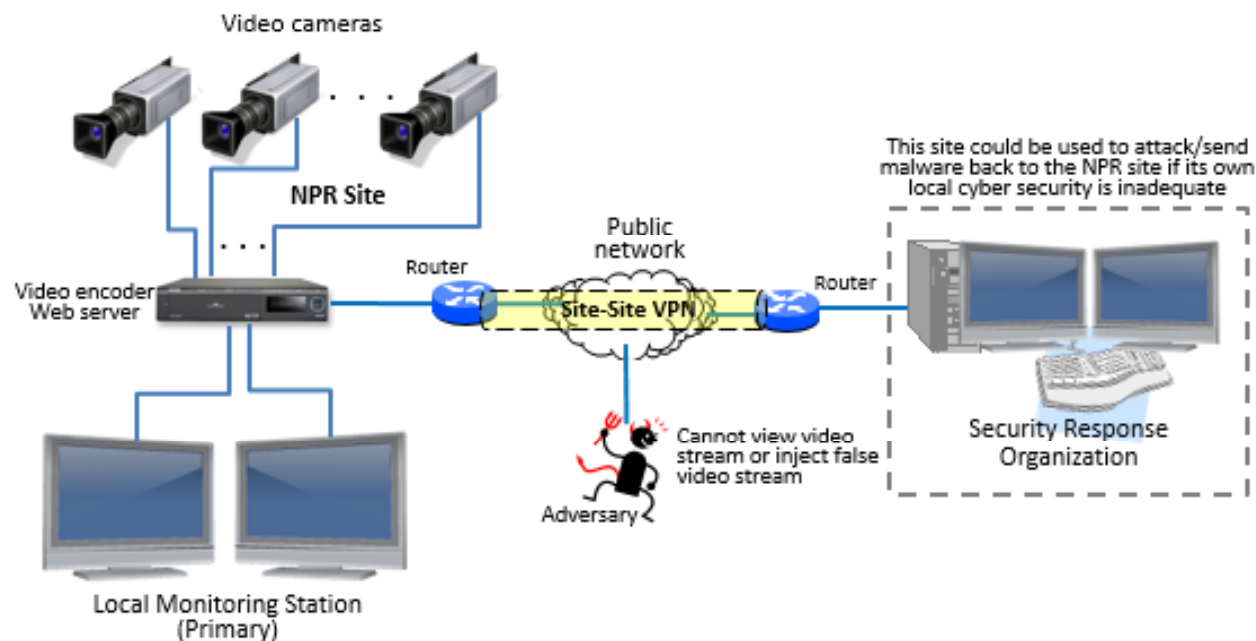 Video cameras
NPR Site
Video encoder
Web server
Router
Public
network
Site-Site VPN
Router
This site could be used to attack/send
malware back to the NPR site if its own
local cyber security is inadequate
Security Response
Organization
Cannot view video
stream or inject false
video stream
Adversary
Local Monitoring Station
(Primary)